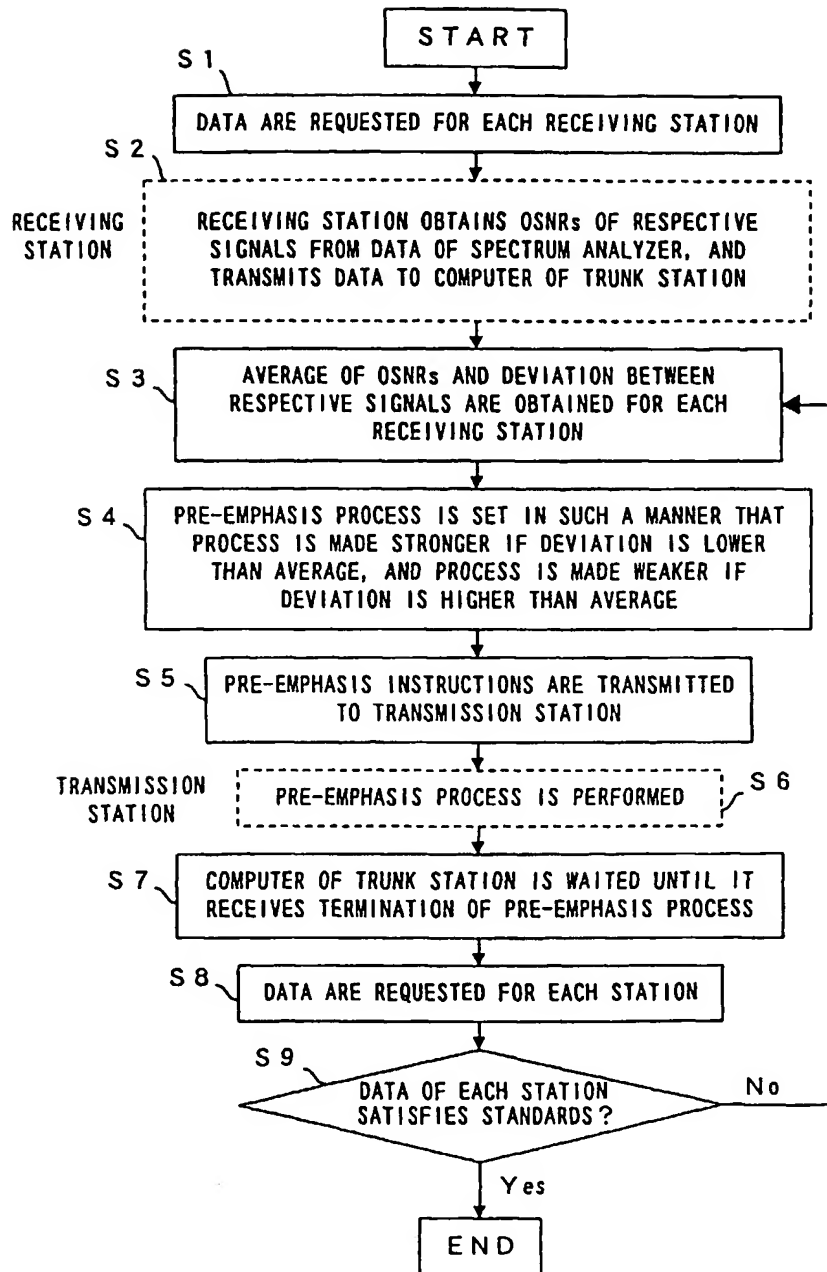 START
S1
DATA ARE REQUESTED FOR EACH RECEIVING STATION
S2
RECEIVING
STATION
RECEIVING STATION OBTAINS OSNRs OF RESPECTIVE
SIGNALS FROM DATA OF SPECTRUM ANALYZER, AND
TRANSMITS DATA TO COMPUTER OF TRUNK STATION
S3
AVERAGE OF OSNRs AND DEVIATION BETWEEN
RESPECTIVE SIGNALS ARE OBTAINED FOR EACH
RECEIVING STATION
S4
PRE-EMPHASIS PROCESS IS SET IN SUCH A MANNER THAT
PROCESS IS MADE STRONGER IF DEVIATION IS LOWER
THAN AVERAGE, AND PROCESS IS MADE WEAKER IF
DEVIATION IS HIGHER THAN AVERAGE
S5
PRE-EMPHASIS INSTRUCTIONS ARE TRANSMITTED
TO TRANSMISSION STATION
TRANSMISSION
STATION
PRE-EMPHASIS PROCESS IS PERFORMED
S6
S7
COMPUTER OF TRUNK STATION IS WAITED UNTIL IT
RECEIVES TERMINATION OF PRE-EMPHASIS PROCESS
S8
DATA ARE REQUESTED FOR EACH STATION
S9
DATA OF EACH STATION
SATISFIES STANDARDS?
No
Yes
END